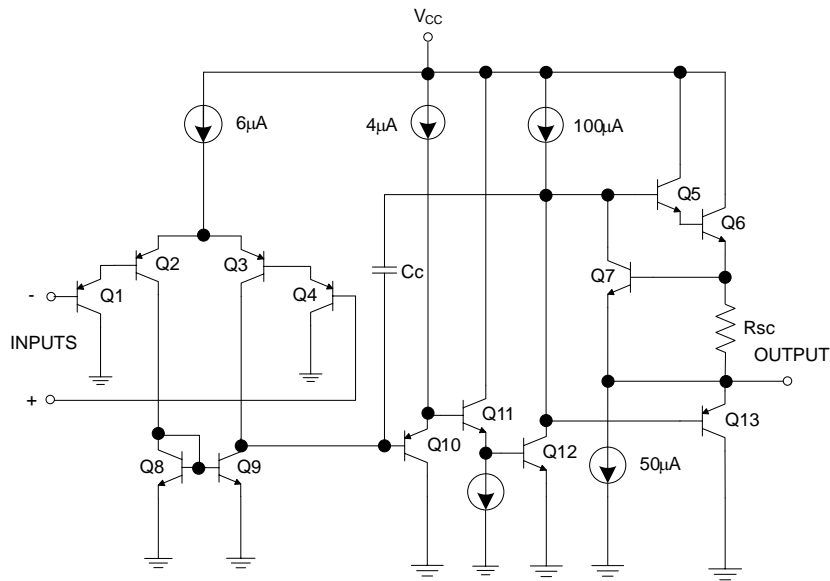 VCC
6μA
4μA
100μA
Q5
Q6
Q2
Q3
Cc
Q7
-
Q1
Q4
Rsc
INPUTS
OUTPUT
+
Q11
Q10
Q12
Q13
Q8
Q9
50μA